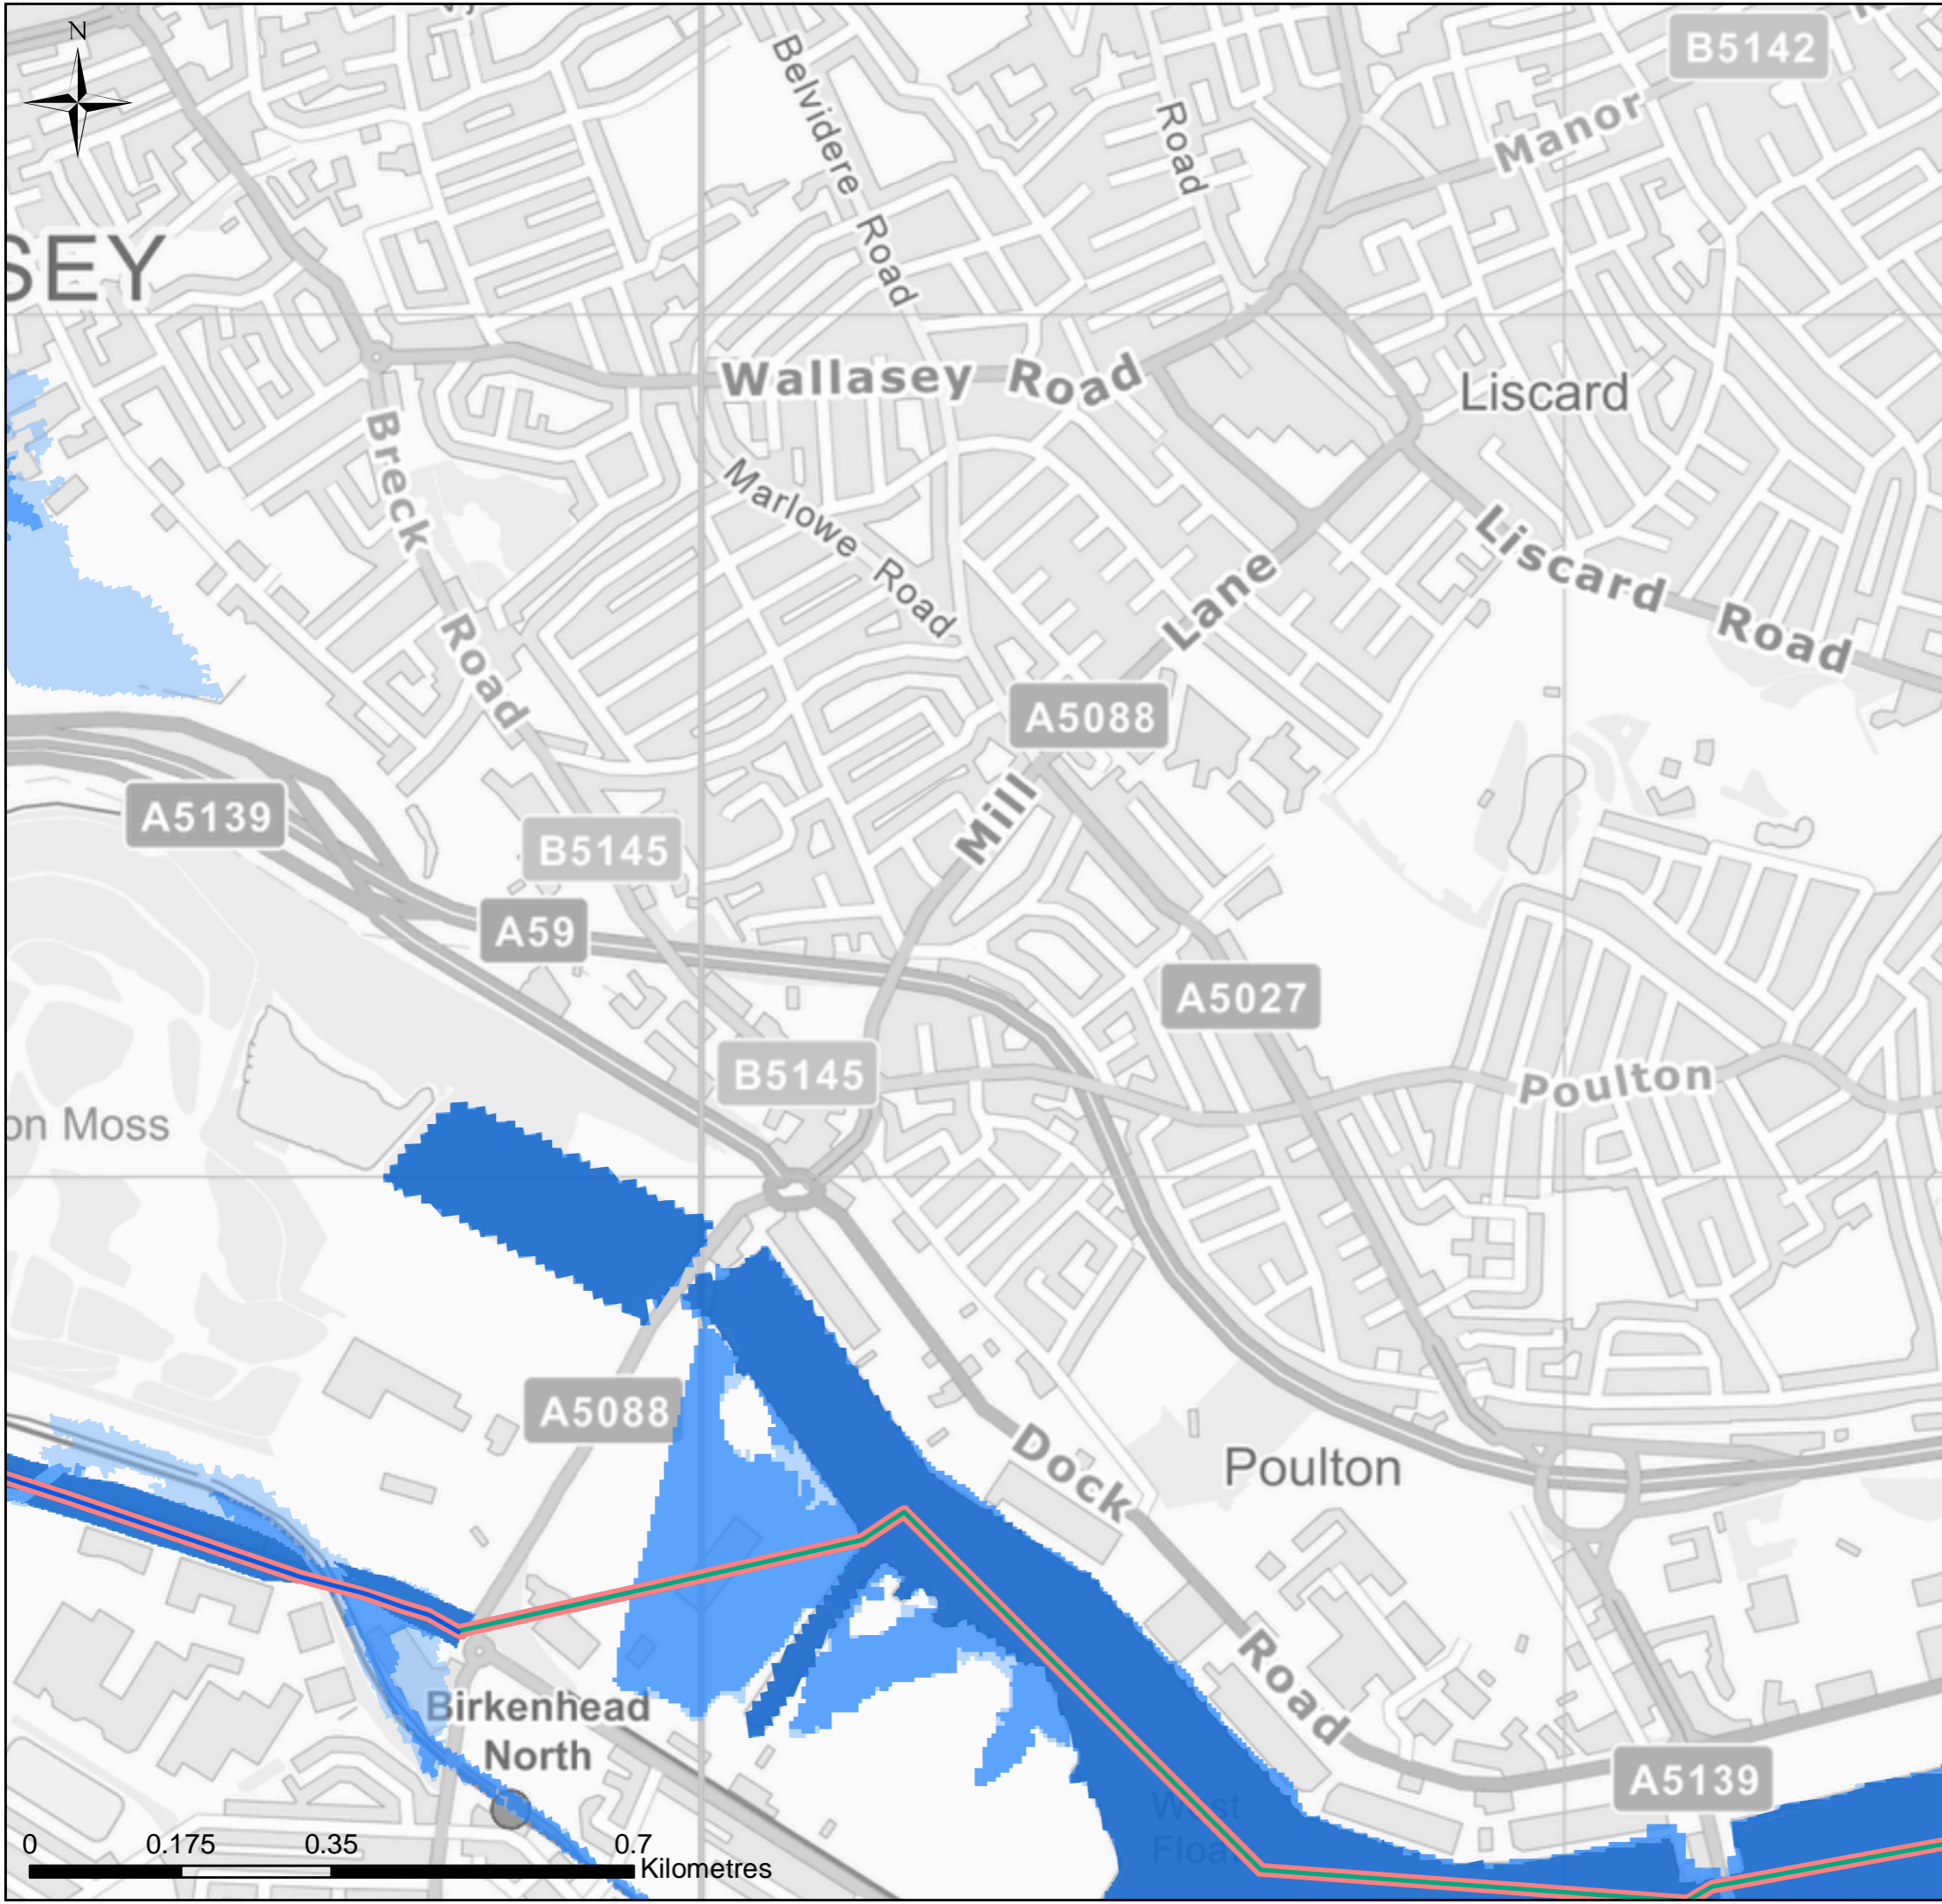 N
B5142
Belvidere Road
Road
Manor
SEY
Wallasey Road
Liscard
Breck Road
Marlowe Road
Liscard Road
Mill Lane
A5088
A5139
B5145
A59
A5027
B5145
Poulton
on Moss
A5088
Dock Road
Poulton
Birkenhead
North
A5139
West
Float
0 0.175 0.35 0.7
Kilometres